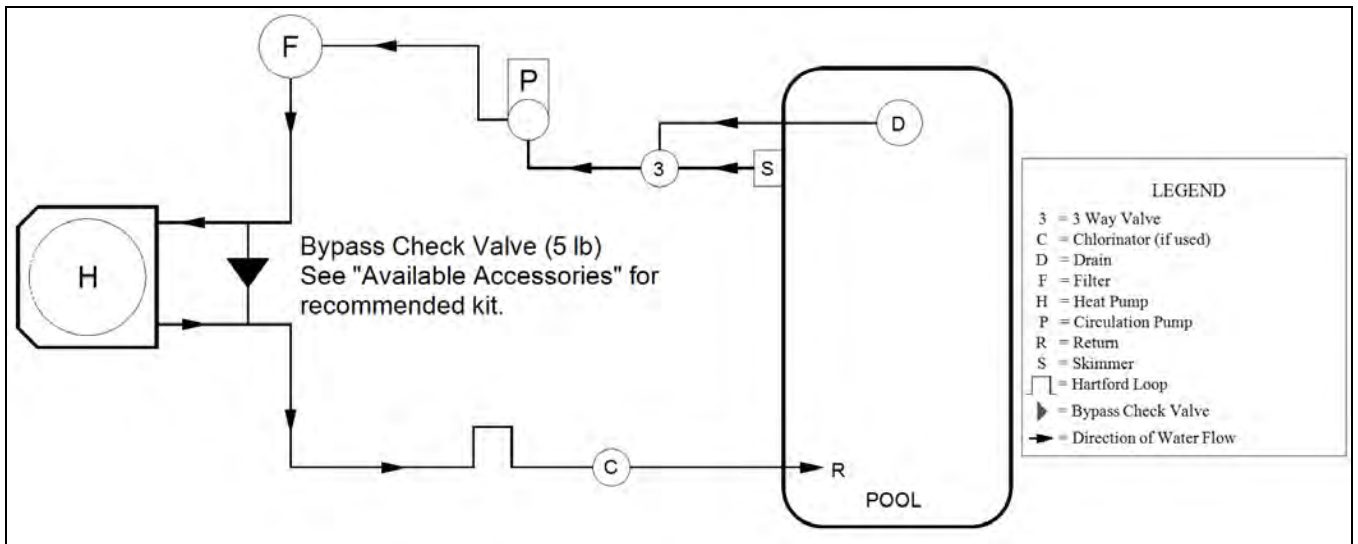 F
P
D
3
S
H
Bypass Check Valve (5 lb)
See "Available Accessories" for
recommended kit.
C
R
POOL
LEGEND
3 = 3 Way Valve
C = Chlorinator (if used)
D = Drain
F = Filter
H = Heat Pump
P = Circulation Pump
R = Return
S = Skimmer
= Hartford Loop
= Bypass Check Valve
= Direction of Water Flow